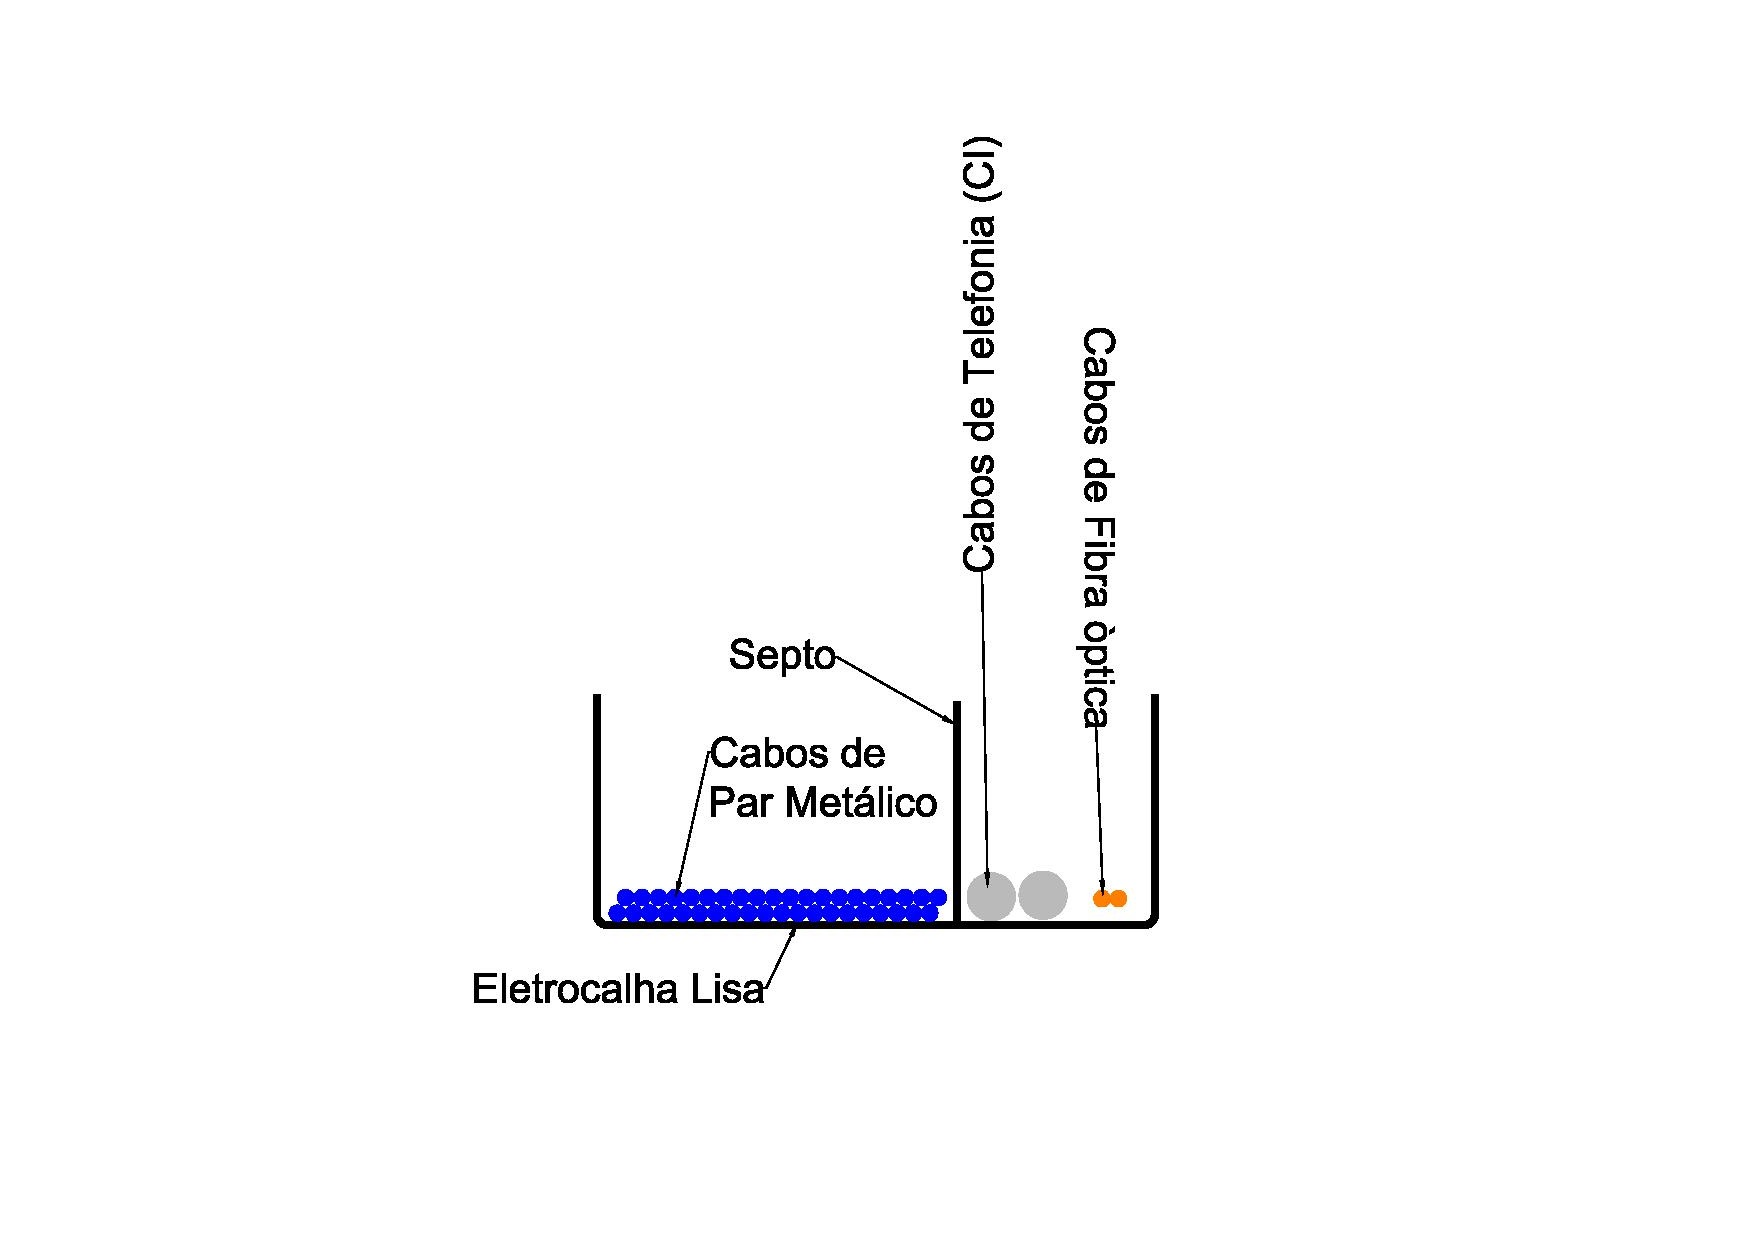 Cabos de Telefonia (CI)
Cabos de Fibra òptica
Septo
Cabos de
Par Metálico
Eletrocalha Lisa